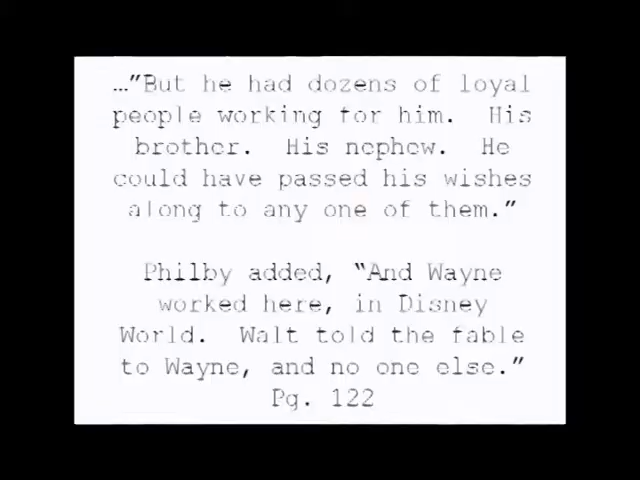 …”But he had dozens of loyal
people working for him.  His
brother.  His nephew.  He
could have passed his wishes
along to any one of them.”
Philby added, “And Wayne
worked here, in Disney
World.  Walt told the fable
to Wayne, and no one else.”
Pg. 122